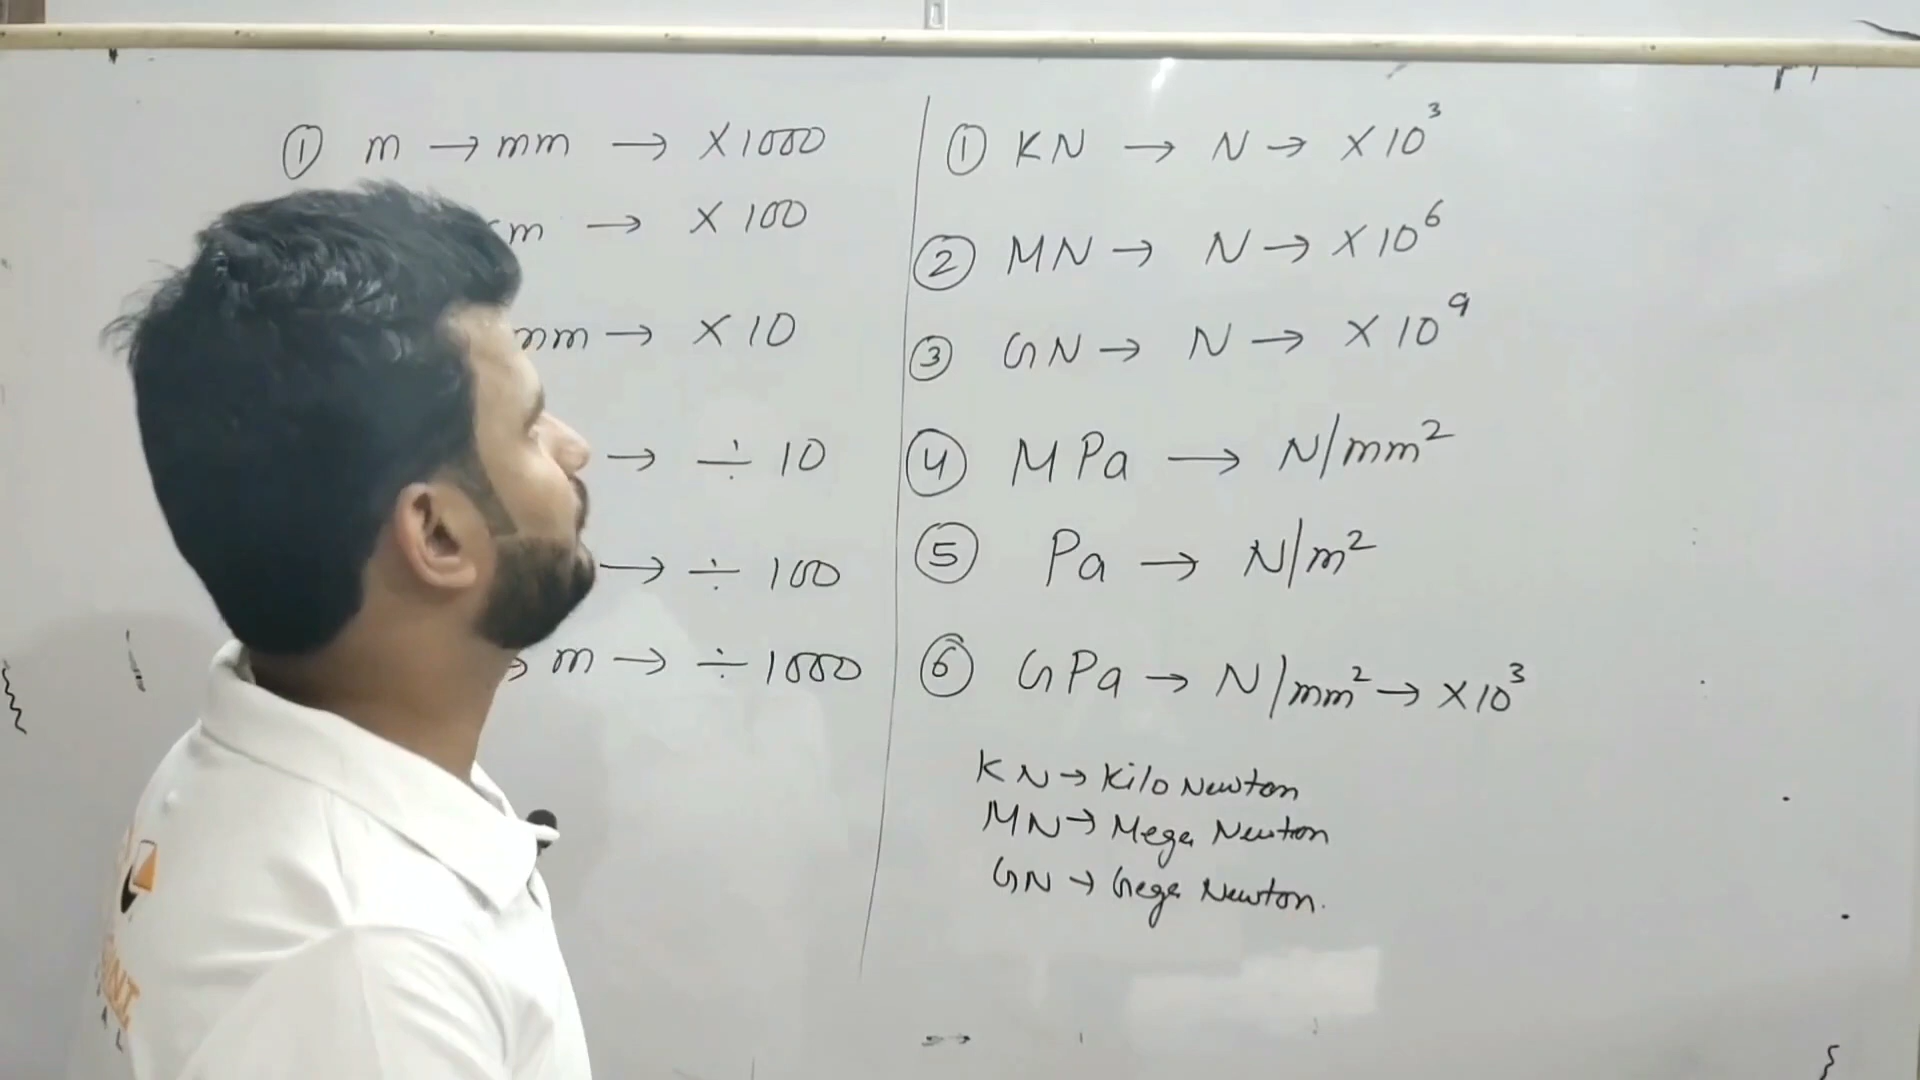 ① m → mm → ×1000
m → ×100
mm → ×10
→ ÷ 10
→ ÷ 100
→ m → ÷ 1000
① KN → N → ×10³
② MN → N → ×10⁶
③ GN → N → ×10⁹
④ MPa → N/mm²
⑤ Pa → N/m²
⑥ GPa → N/mm² → ×10³
KN → Kilo Newton
MN → Mega Newton
GN → Gega Newton.